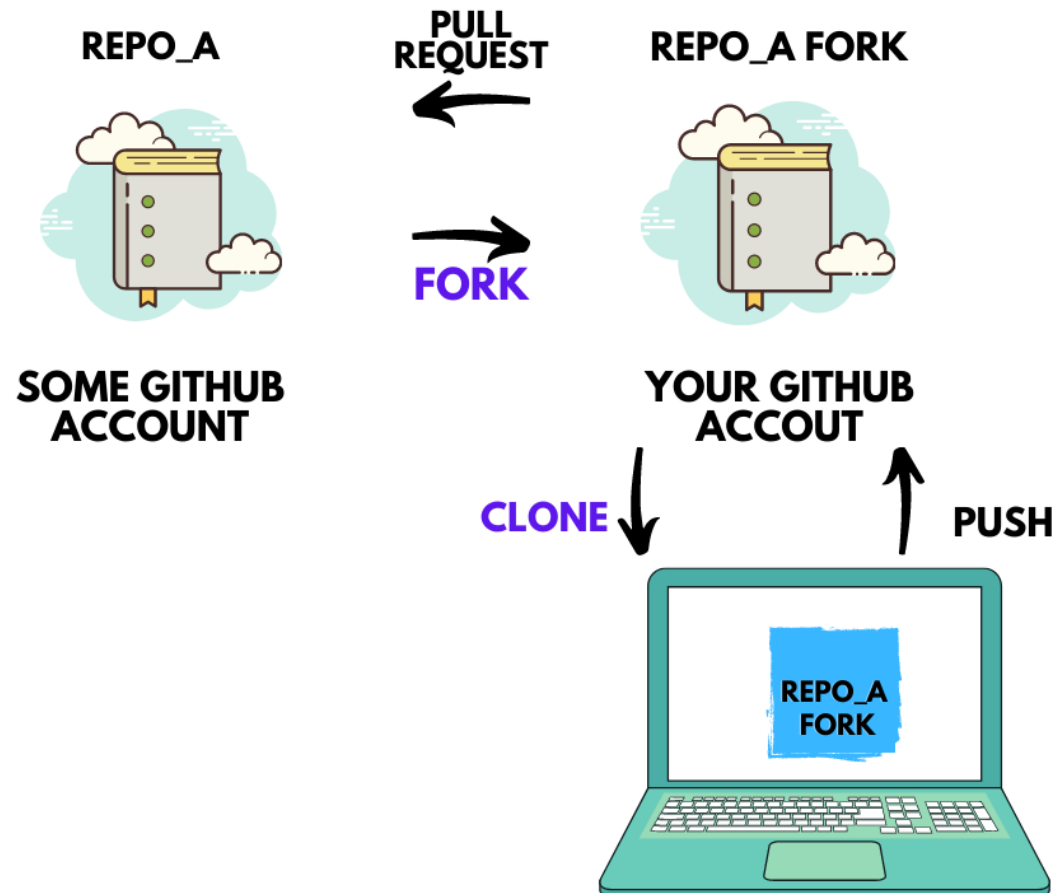 REPO_A
PULL
REQUEST
REPO_A FORK
FORK
SOME GITHUB
ACCOUNT
YOUR GITHUB
ACCOUT
CLONE
PUSH
REPO_A
FORK